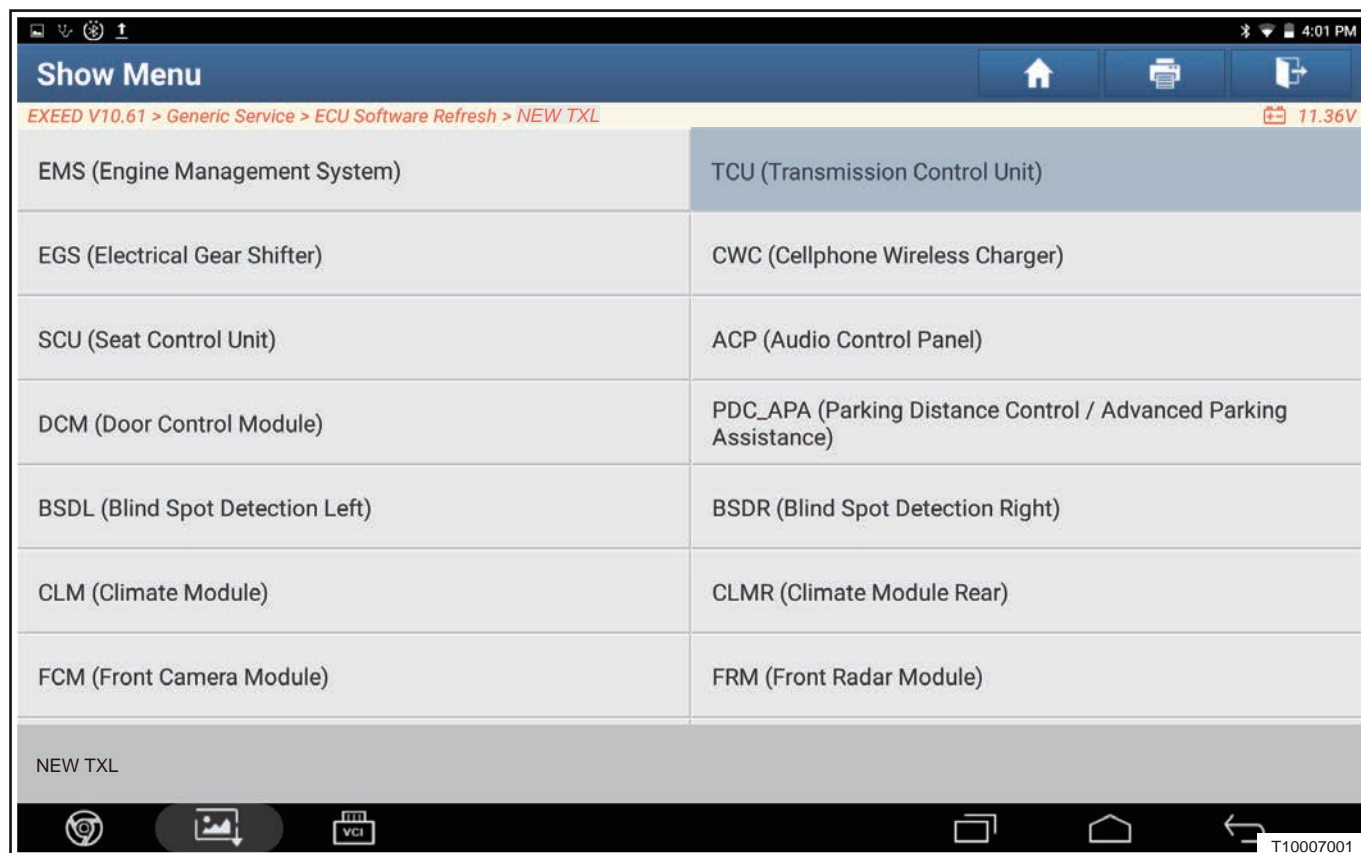 4:01 PM
Show Menu
EXEED V10.61 > Generic Service > ECU Software Refresh > NEW TXL
11.36V
EMS (Engine Management System)
TCU (Transmission Control Unit)
EGS (Electrical Gear Shifter)
CWC (Cellphone Wireless Charger)
SCU (Seat Control Unit)
ACP (Audio Control Panel)
DCM (Door Control Module)
PDC_APA (Parking Distance Control / Advanced Parking
Assistance)
BSDL (Blind Spot Detection Left)
BSDR (Blind Spot Detection Right)
CLM (Climate Module)
CLMR (Climate Module Rear)
FCM (Front Camera Module)
FRM (Front Radar Module)
NEW TXL
VCI
T10007001